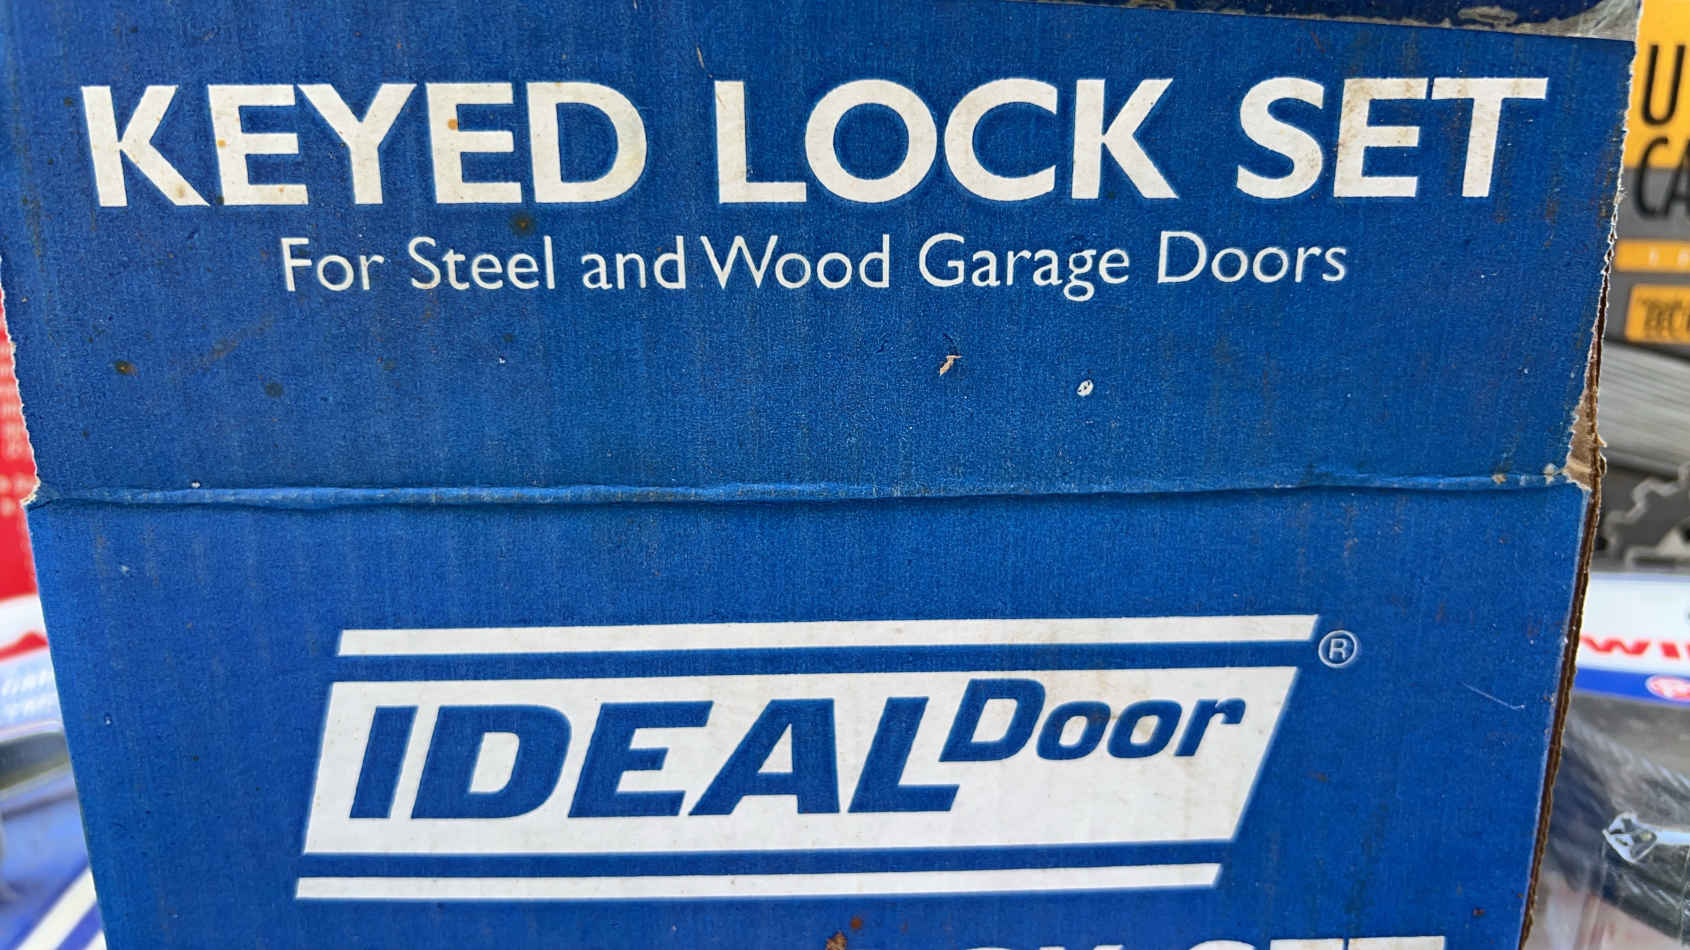 KEYED LOCK SET
For Steel and Wood Garage Doors
IDEAL Door ®